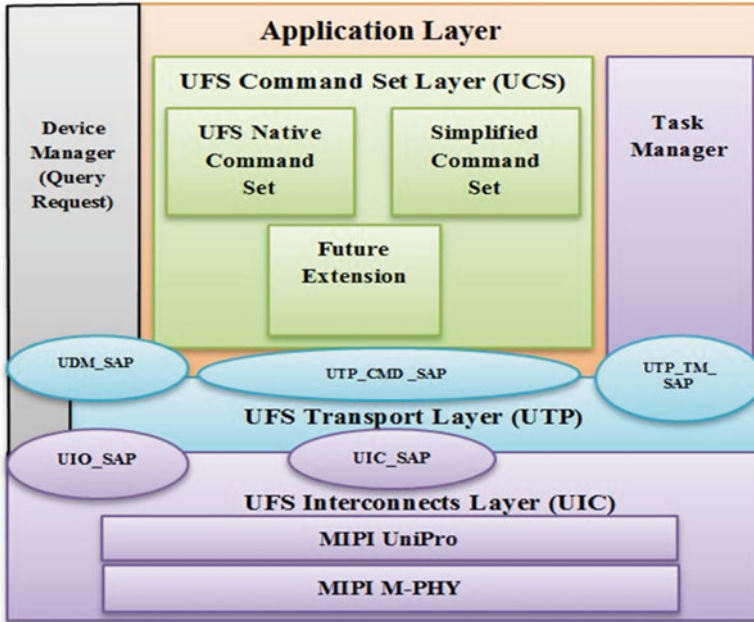 Application Layer
UFS Command Set Layer (UCS)
Device
Manager
(Query
Request)
UFS Native
Command
Set
Simplified
Command
Set
Task
Manager
Future
Extension
UDM_SAP
UTP_CMD _SAP
UTP_TM_
SAP
UFS Transport Layer (UTP)
UIO_SAP
UIC_SAP
UFS Interconnects Layer (UIC)
MIPI UniPro
MIPI M-PHY